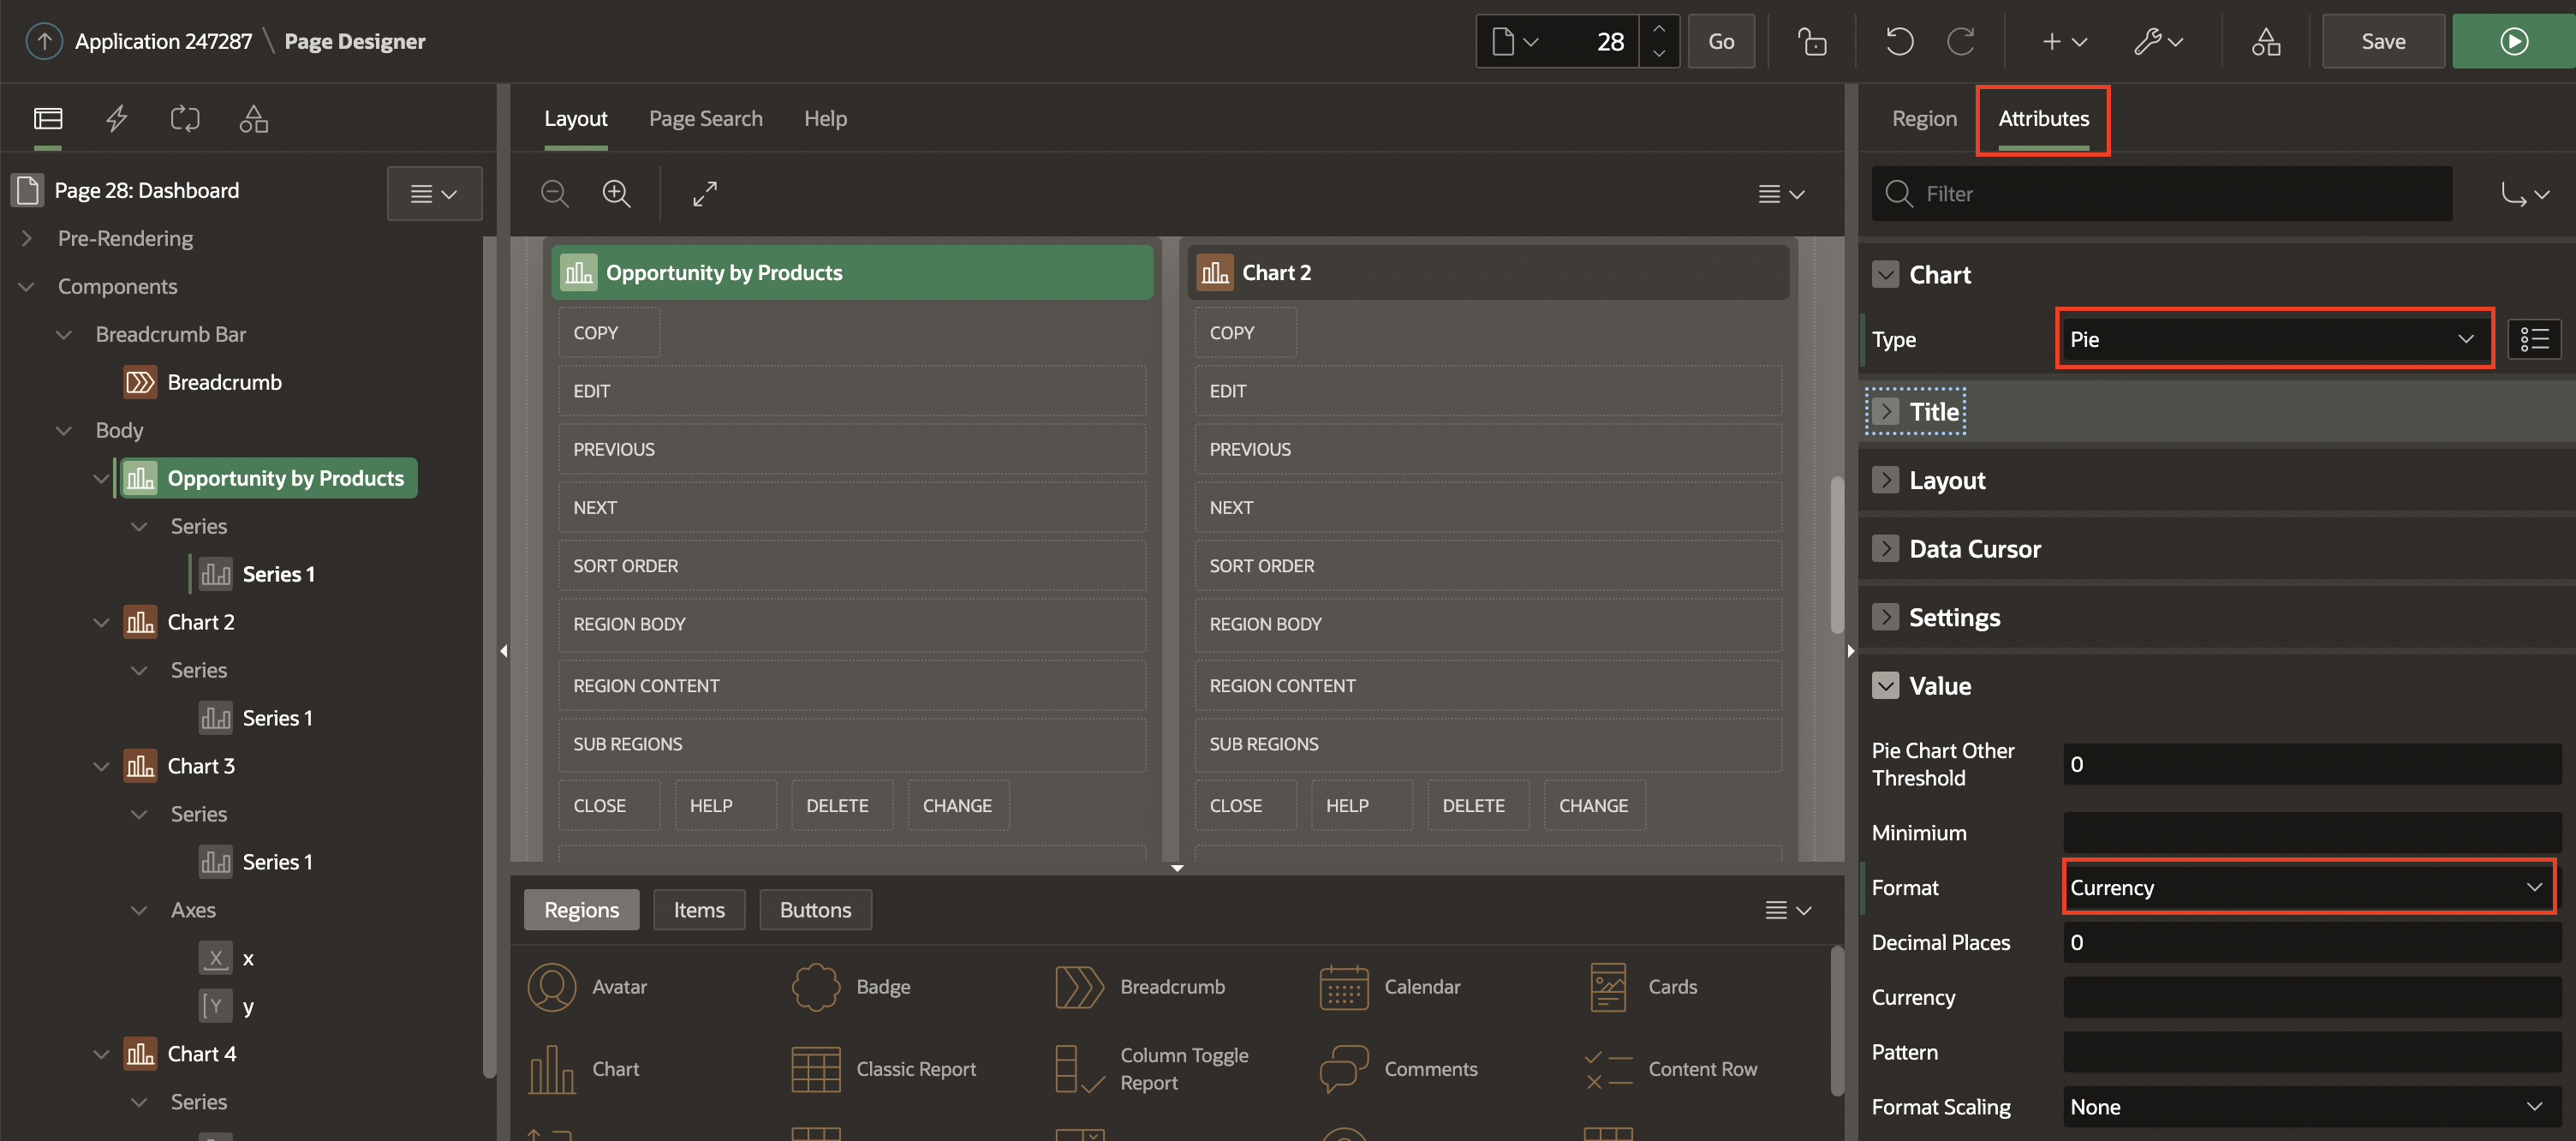 Application 247287 \ Page Designer
28
Go
Save
Layout
Page Search
Help
Region
Attributes
Page 28: Dashboard
Pre-Rendering
Components
Breadcrumb Bar
Breadcrumb
Body
Opportunity by Products
Series
Series 1
Chart 2
Series
Series 1
Chart 3
Series
Series 1
Axes
X
x
Y
y
Chart 4
Series
Opportunity by Products
COPY
EDIT
PREVIOUS
NEXT
SORT ORDER
REGION BODY
REGION CONTENT
SUB REGIONS
CLOSE
HELP
DELETE
CHANGE
Chart 2
COPY
EDIT
PREVIOUS
NEXT
SORT ORDER
REGION BODY
REGION CONTENT
SUB REGIONS
CLOSE
HELP
DELETE
CHANGE
Regions
Items
Buttons
Avatar
Badge
Breadcrumb
Calendar
Cards
Chart
Classic Report
Column Toggle
Report
Comments
Content Row
Filter
Chart
Type
Pie
Title
Layout
Data Cursor
Settings
Value
Pie Chart Other
Threshold
0
Minimum
Format
Currency
Decimal Places
0
Currency
Pattern
Format Scaling
None